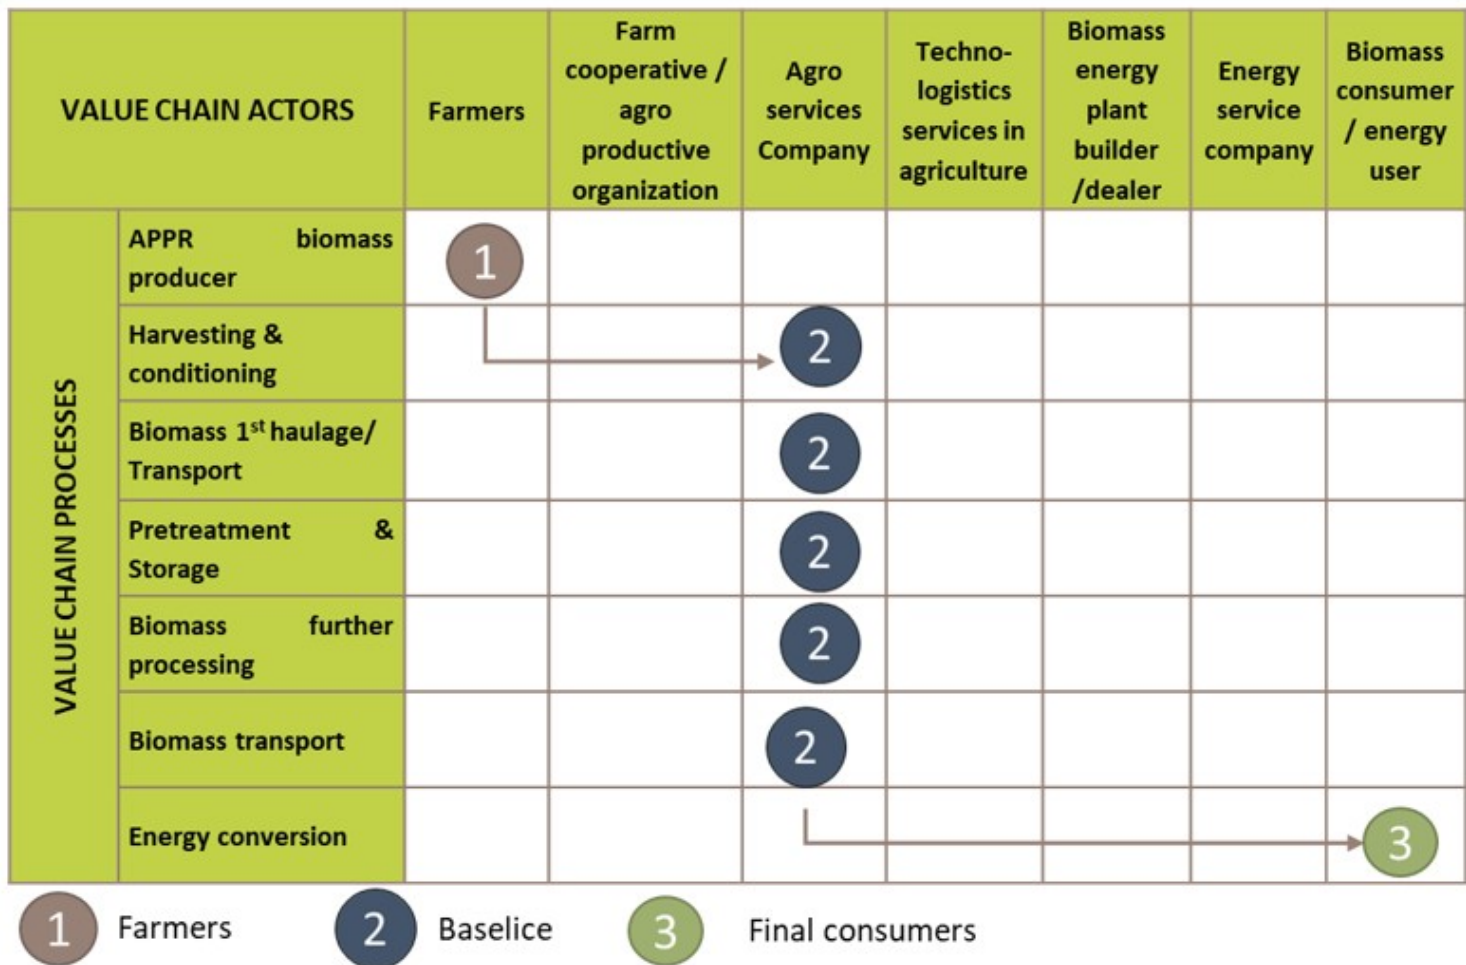 VALUE CHAIN ACTORS
Farmers
Farm
cooperative /
agro
productive
organization
Agro
services
Company
Techno-
logistics
services in
agriculture
Biomass
energy
plant
builder
/dealer
Energy
service
company
Biomass
consumer
/ energy
user
VALUE CHAIN PROCESSES
APPR biomass
producer
1
Harvesting &
conditioning
2
Biomass 1st haulage/
Transport
2
Pretreatment &
Storage
2
Biomass further
processing
2
Biomass transport
2
Energy conversion
3
1 Farmers
2 Baselice
3 Final consumers